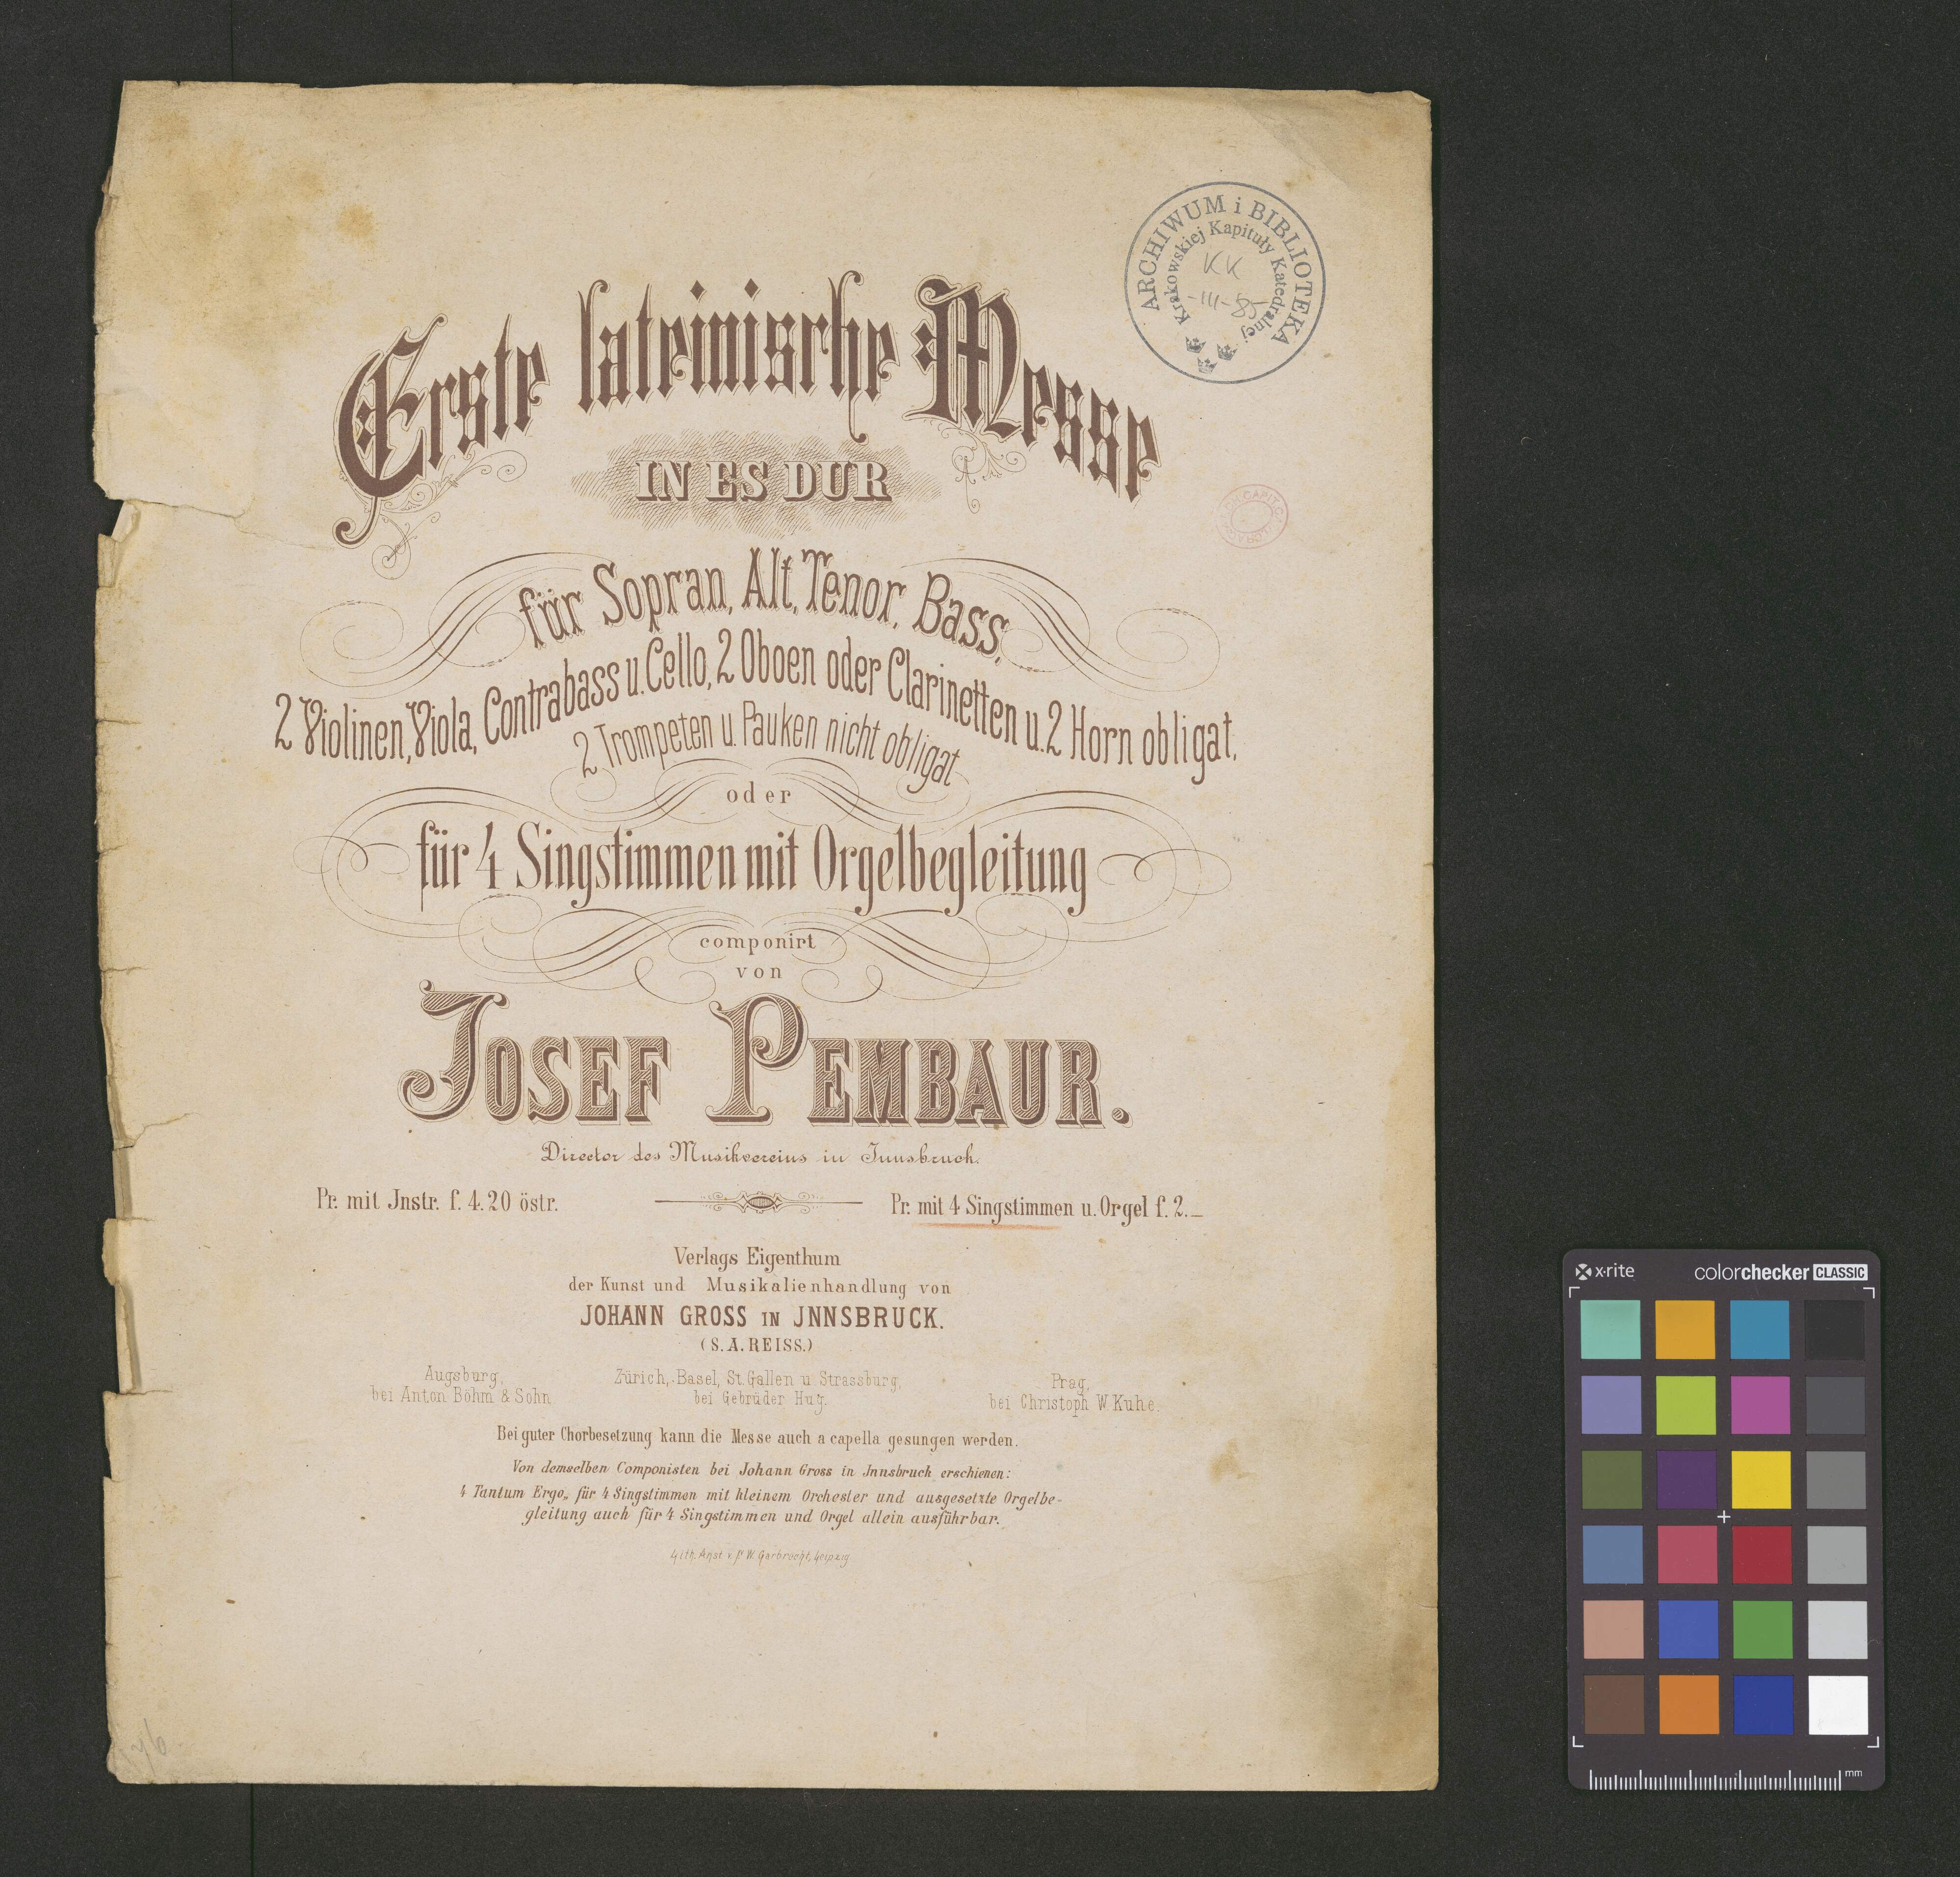 ARCHIWUM i BIBLIOTEKA
Krakowskiej Kapituły Katedralnej
KK
-III-85
Erste lateinische Messe
IN ES DUR
für Sopran, Alt, Tenor, Bass,
2 Violinen, Viola, Contrabass u. Cello, 2 Oboen oder Clarinetten u. 2 Horn obligat.
2 Trompeten u. Pauken nicht obligat
oder
für 4 Singstimmen mit Orgelbegleitung
componirt
von
JOSEF PEMBAUR.
Director des Musikvereins in Innsbruck.
Pr. mit Jnstr. f. 4. 20 östr.
Pr. mit 4 Singstimmen u. Orgel f. 2._
Verlags Eigenthum
der Kunst und Musikalienhandlung von
JOHANN GROSS IN JNNSBRUCK.
(S. A. REISS.)
Augsburg,
bei Anton Böhm & Sohn
Zürich, Basel, St. Gallen u. Strassburg,
bei Gebrüder Hug.
Prag,
bei Christoph W. Kuhe.
Bei guter Chorbesetzung kann die Messe auch a capella gesungen werden.
Von demselben Componisten bei Johann Gross in Jnnsbruck erschienen:
4 Tantum Ergo„ für 4 Singstimmen mit kleinem Orchester und ausgesetzte Orgelbe-
gleitung auch für 4 Singstimmen und Orgel allein ausführbar.
Lith. Anst. v. Fr. W. Garbrecht, Leipzig
x·rite
colorchecker CLASSIC
mm